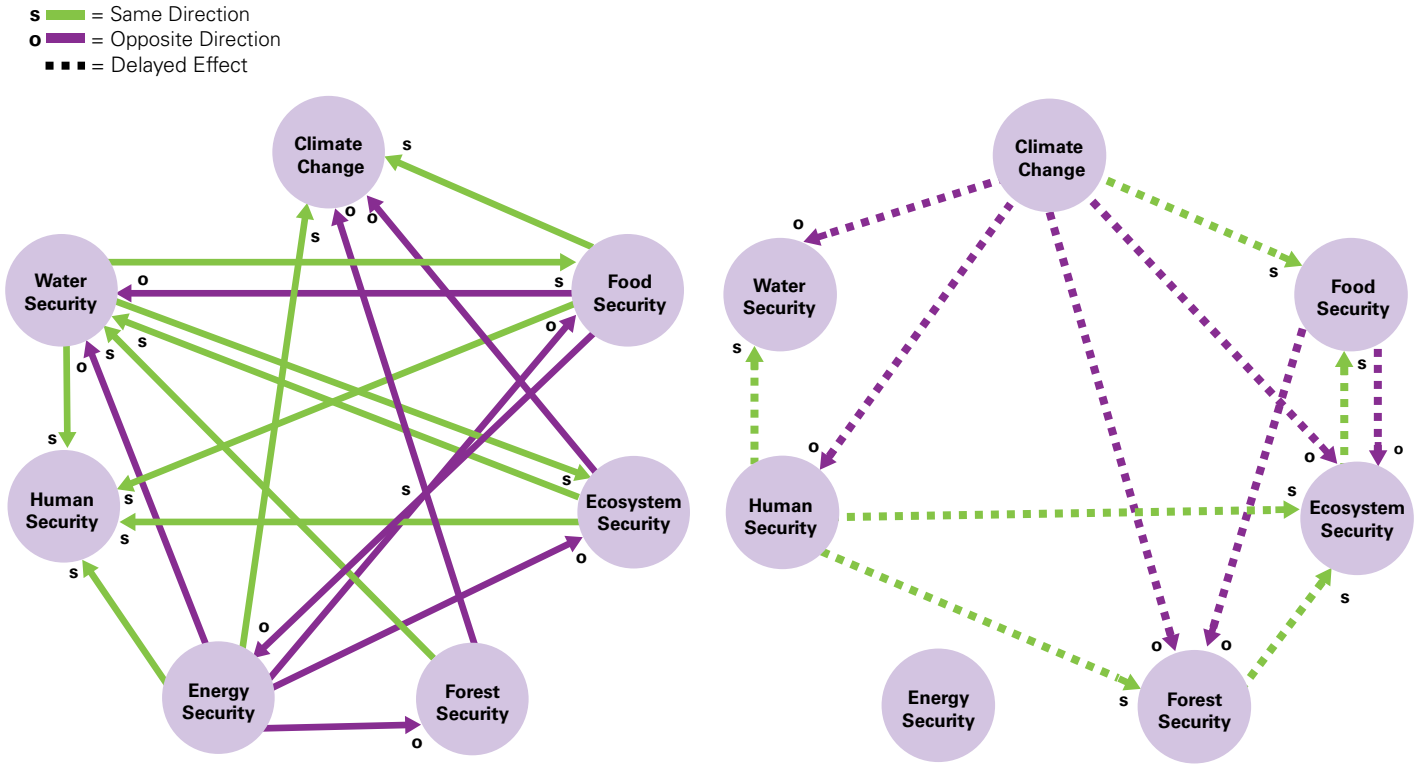 s = Same Direction
o = Opposite Direction
= Delayed Effect
Climate
Change
s
s
o
o
Water
Security
o
s
Food
Security
o
s
s
o
s
s
Human
Security
s
s
s
Ecosystem
Security
s
o
s
o
Energy
Security
Forest
Security
o
Climate
Change
o
Water
Security
s
Food
Security
s
s
o
o
o
s
Human
Security
Ecosystem
Security
s
o
o
s
Energy
Security
Forest
Security